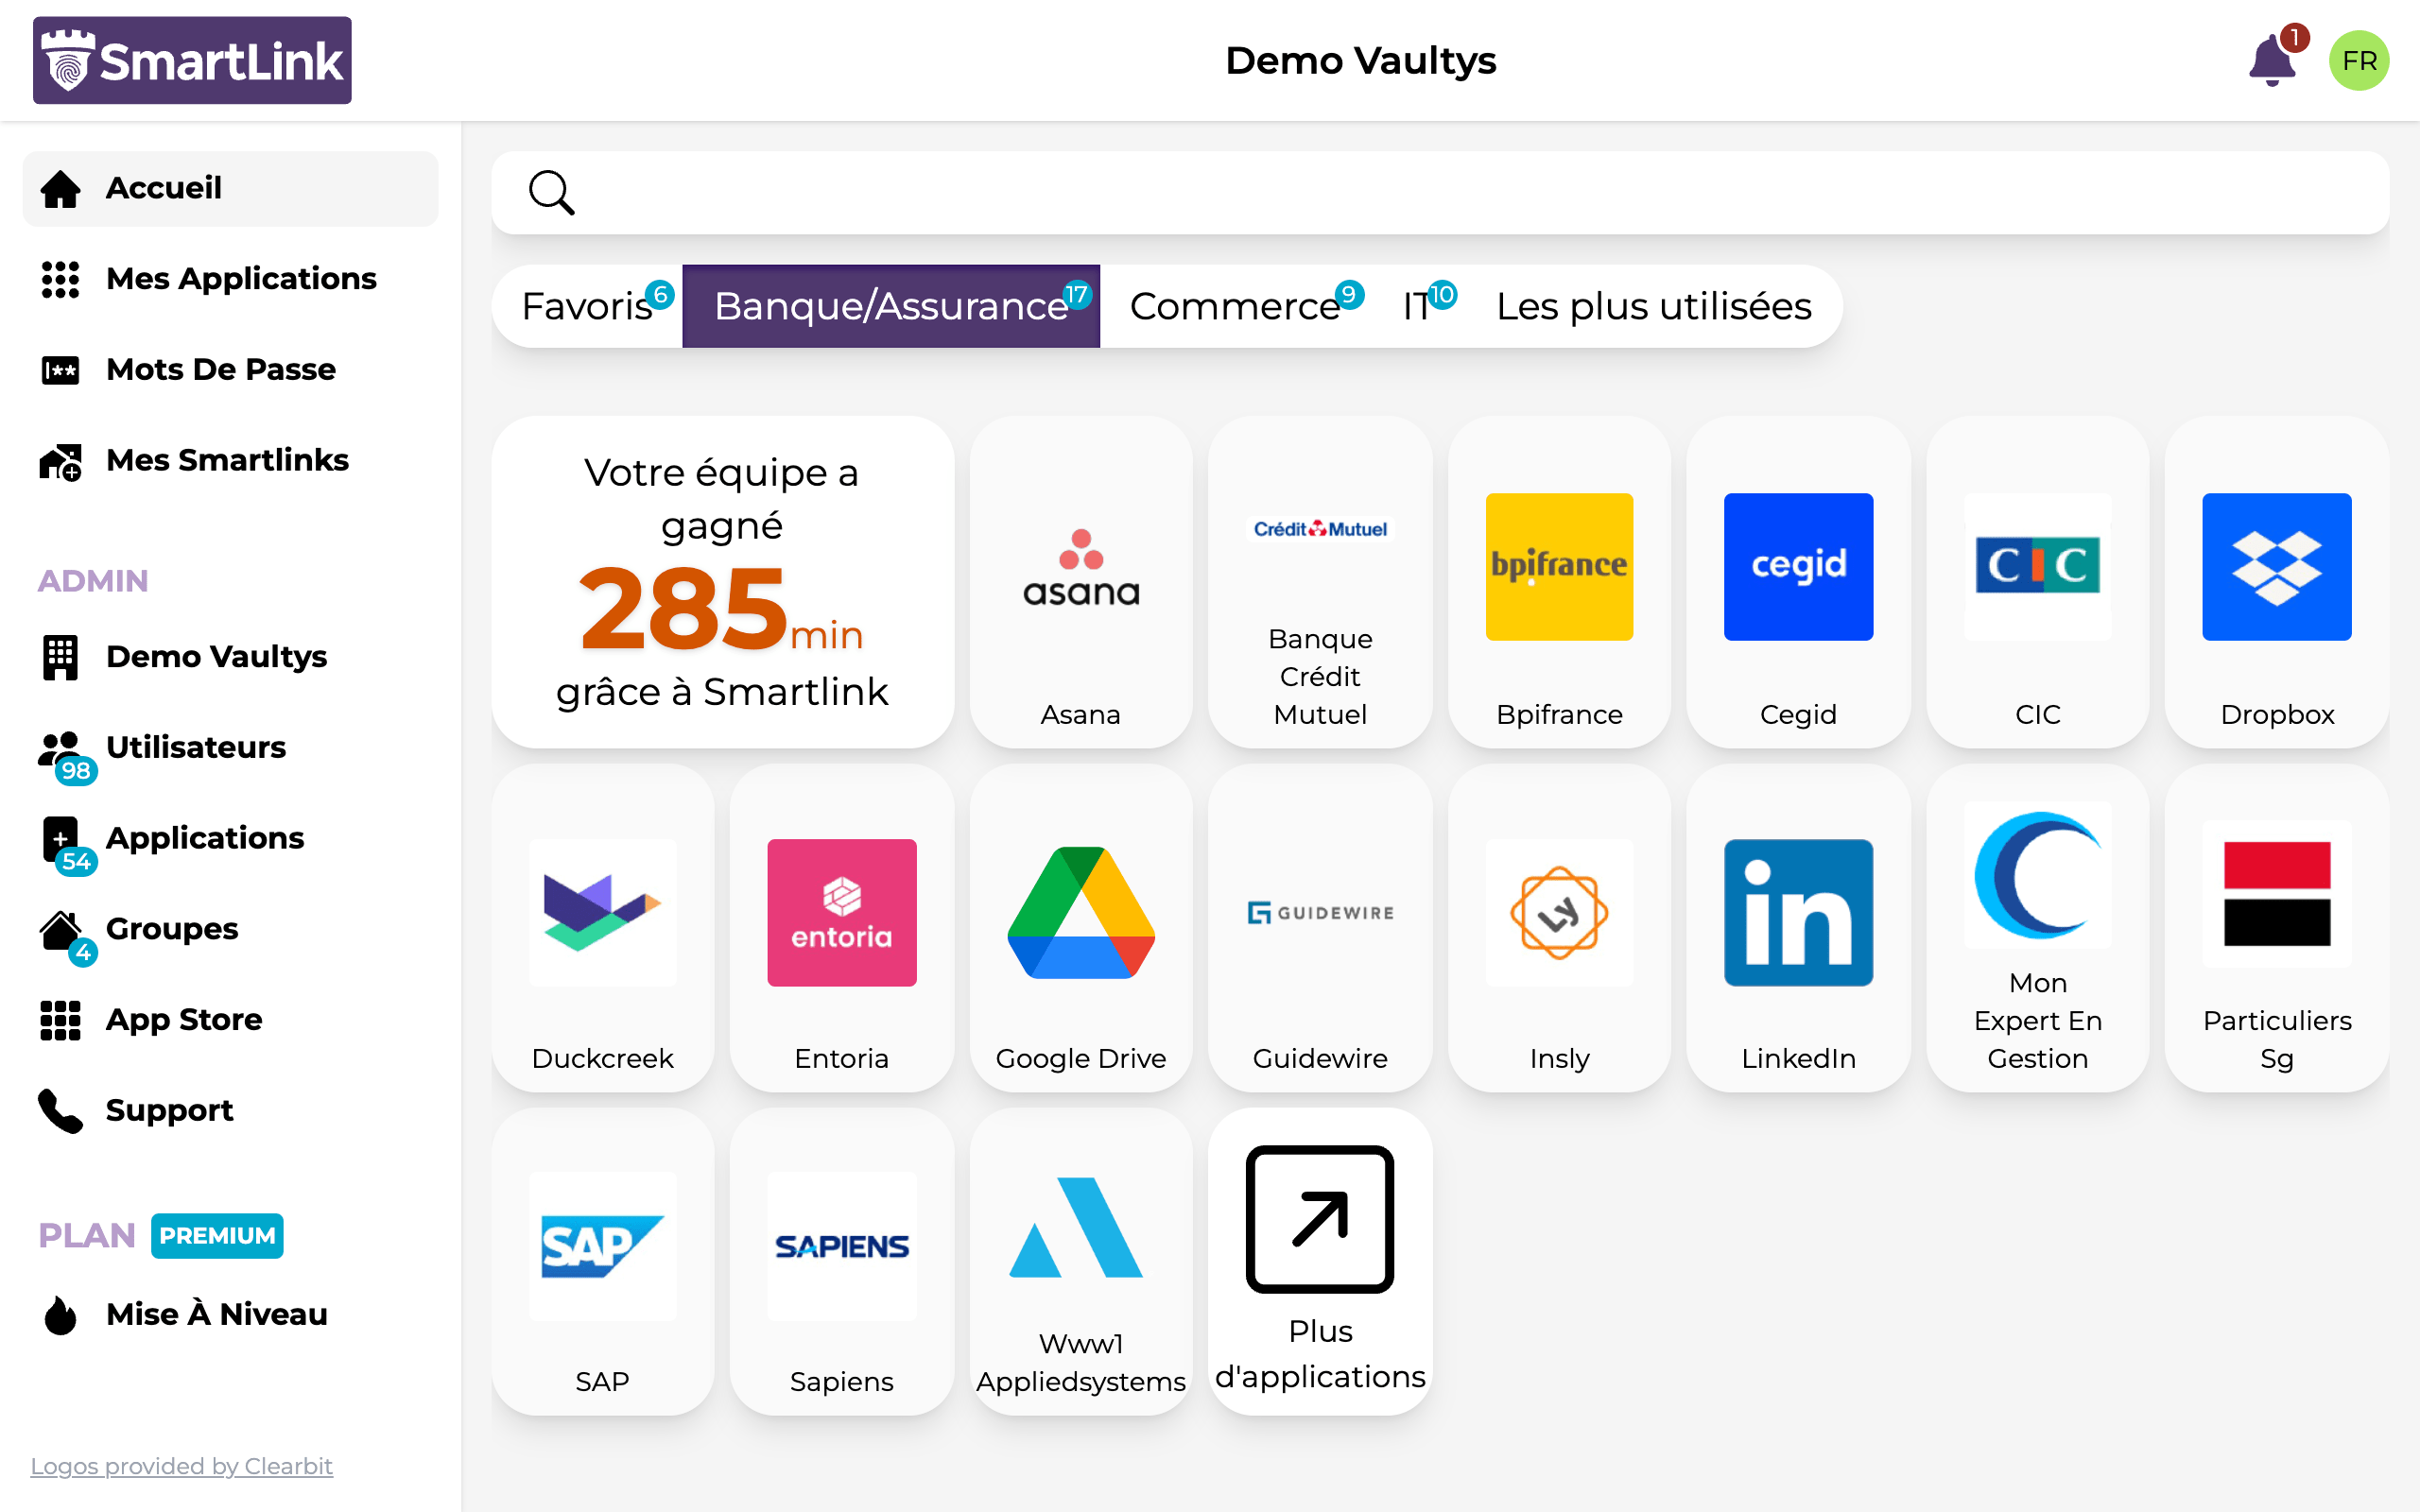 SmartLink
Demo Vaultys
1
FR
Accueil
Mes Applications
Mots De Passe
Mes Smartlinks
ADMIN
Demo Vaultys
Utilisateurs
98
Applications
54
Groupes
4
App Store
Support
PLAN PREMIUM
Mise À Niveau
Logos provided by Clearbit
Favoris 6 Banque/Assurance 17 Commerce 9 IT 10 Les plus utilisées
Votre équipe a
gagné
285min
grâce à Smartlink
asana
Asana
Crédit Mutuel
Banque
Crédit
Mutuel
bpifrance
Bpifrance
cegid
Cegid
CIC
CIC
Dropbox
Duckcreek
entoria
Entoria
Google Drive
GUIDEWIRE
Guidewire
Ly
Insly
in
LinkedIn
Mon
Expert En
Gestion
Particuliers
Sg
SAP
SAP
SAPIENS
Sapiens
Www1
Appliedsystems
Plus
d'applications